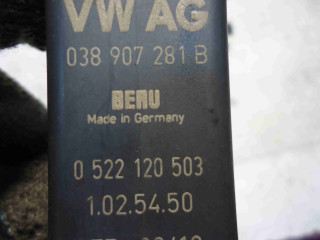 VW AG
038 907 281 B
BERU
Made in Germany
0 522 120 503
1.02.54.50